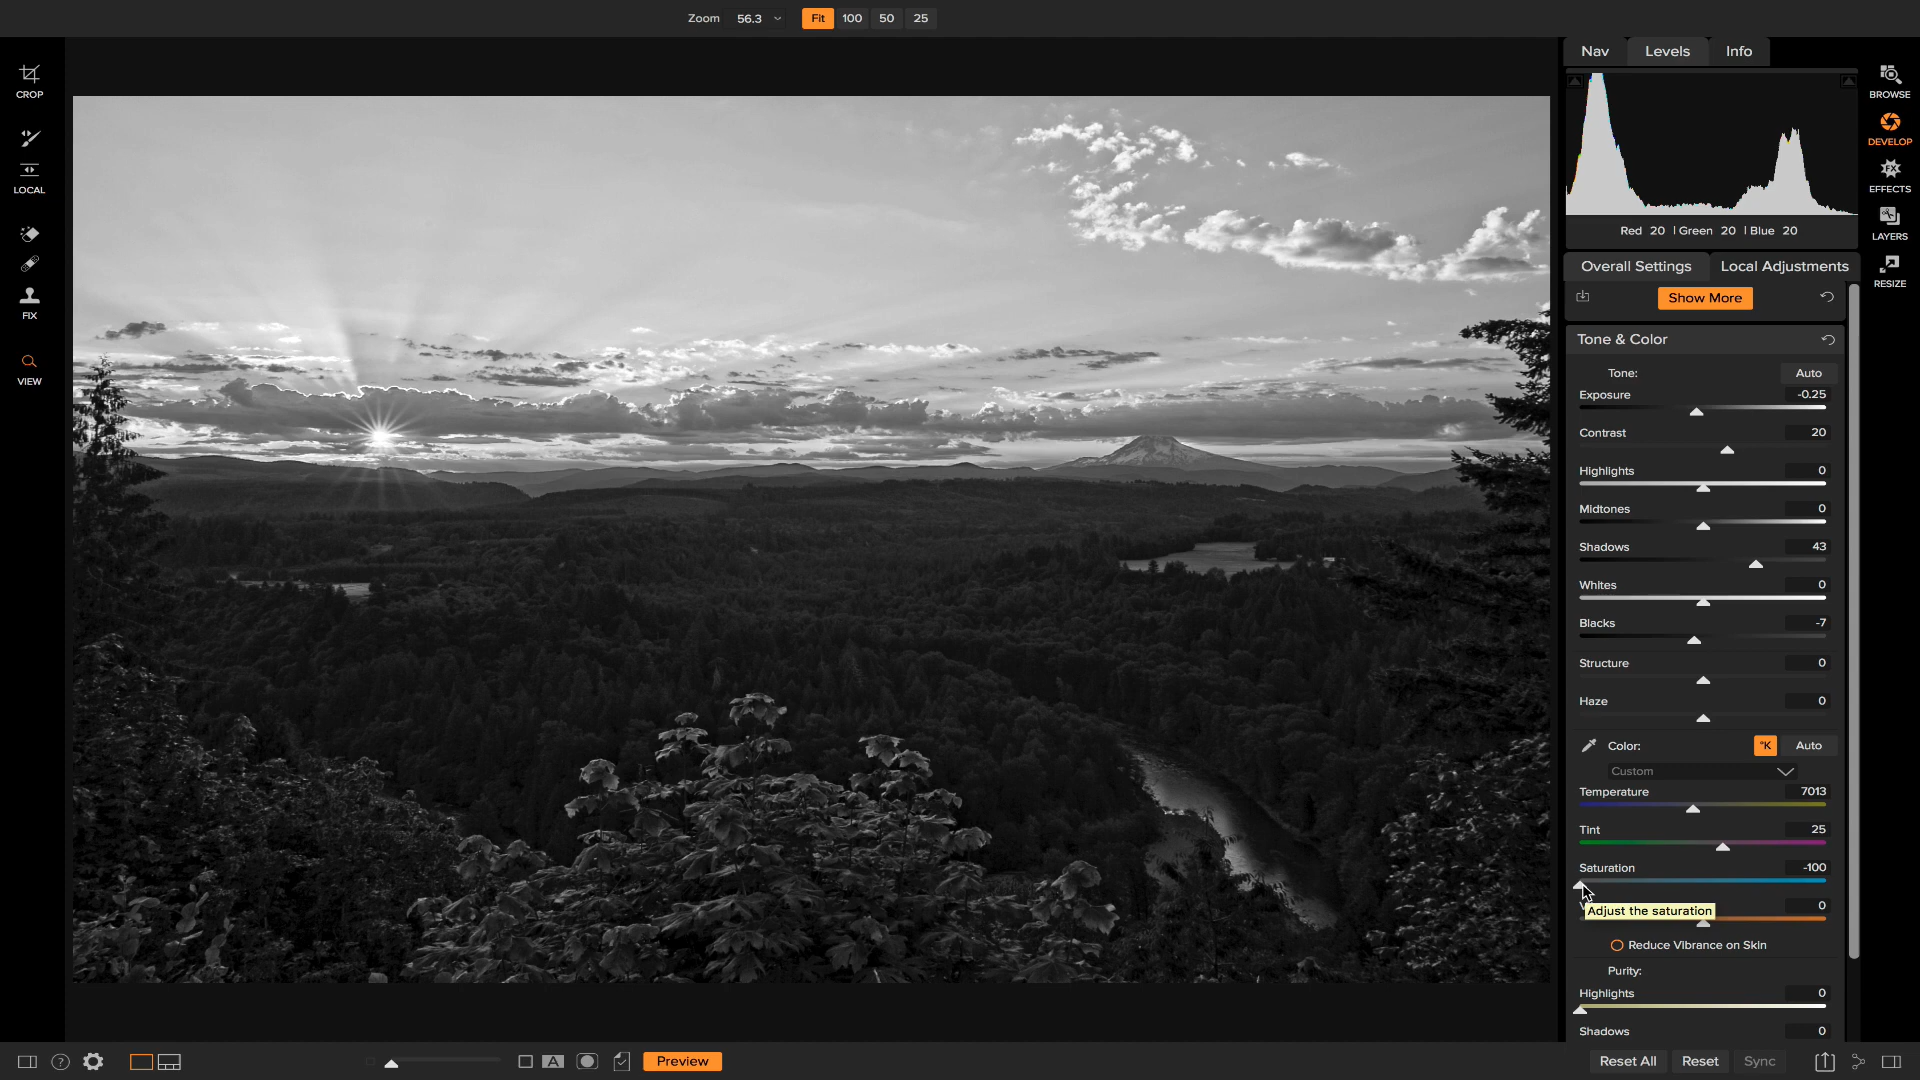 Zoom 56.3 Fit 100 50 25
CROP
LOCAL
FIX
VIEW
Nav Levels Info
Red 20 | Green 20 | Blue 20
BROWSE
DEVELOP
FX
EFFECTS
LAYERS
RESIZE
Overall Settings Local Adjustments
Show More
Tone & Color
Tone: Auto
Exposure -0.25
Contrast 20
Highlights 0
Midtones 0
Shadows 43
Whites 0
Blacks -7
Structure 0
Haze 0
Color: °K Auto
Custom
Temperature 7013
Tint 25
Saturation -100
0
Adjust the saturation
Reduce Vibrance on Skin
Purity:
Highlights 0
Shadows 0
? A Preview
Reset All Reset Sync